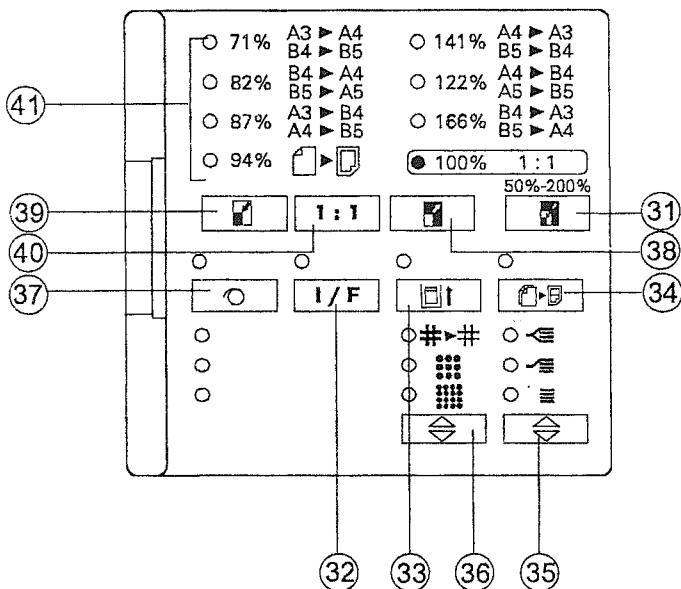 71% A3 ▶ A4 B4 ▶ B5
141% A4 ▶ A3 B5 ▶ B4
82% B4 ▶ A4 B5 ▶ A5
122% A4 ▶ B4 A5 ▶ B5
41
87% A3 ▶ B4 A4 ▶ B5
166% B4 ▶ A3 B5 ▶ A4
94%
100% 1 : 1
50%-200%
39
1 : 1
31
40
38
37
I/F
34
32
33
36
35